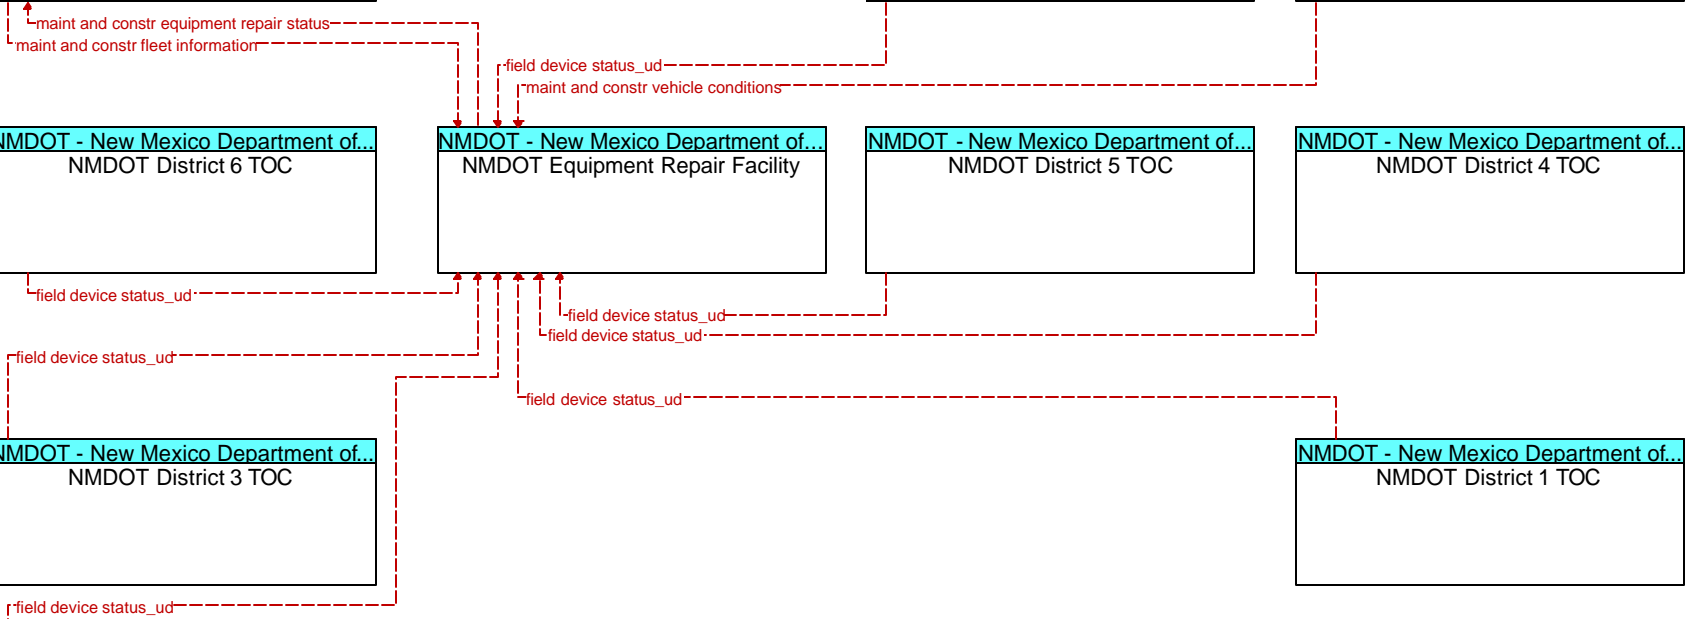 maint and constr equipment repair status
maint and constr fleet information
field device status_ud
maint and constr vehicle conditions
NMDOT - New Mexico Department of...
NMDOT District 6 TOC
NMDOT - New Mexico Department of...
NMDOT Equipment Repair Facility
NMDOT - New Mexico Department of...
NMDOT District 5 TOC
NMDOT - New Mexico Department of...
NMDOT District 4 TOC
field device status_ud
field device status_ud
field device status_ud
field device status_ud
field device status_ud
NMDOT - New Mexico Department of...
NMDOT District 3 TOC
NMDOT - New Mexico Department of...
NMDOT District 1 TOC
field device status_ud